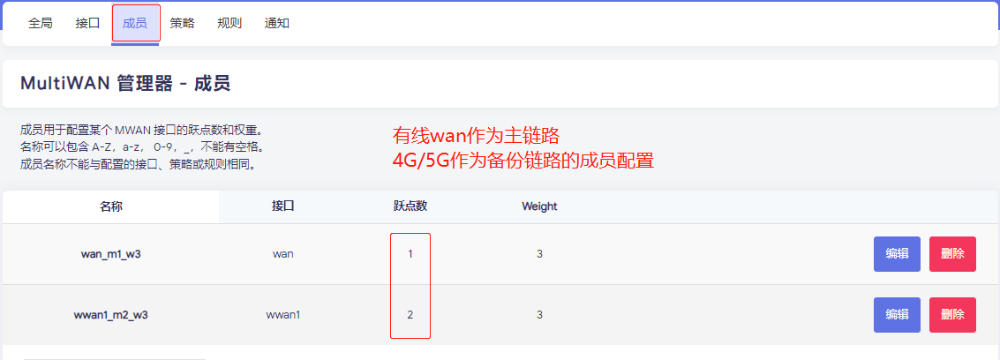 全局 接口 成员 策略 规则 通知
MultiWAN 管理器 - 成员
成员用于配置某个 MWAN 接口的跃点数和权重。
名称可以包含 A-Z，a-z， 0-9，_，不能有空格。
成员名称不能与配置的接口、策略或规则相同。
有线wan作为主链路
4G/5G作为备份链路的成员配置
名称 接口 跃点数 Weight
wan_m1_w3 wan 1 3 编辑 删除
wwan1_m2_w3 wwan1 2 3 编辑 删除